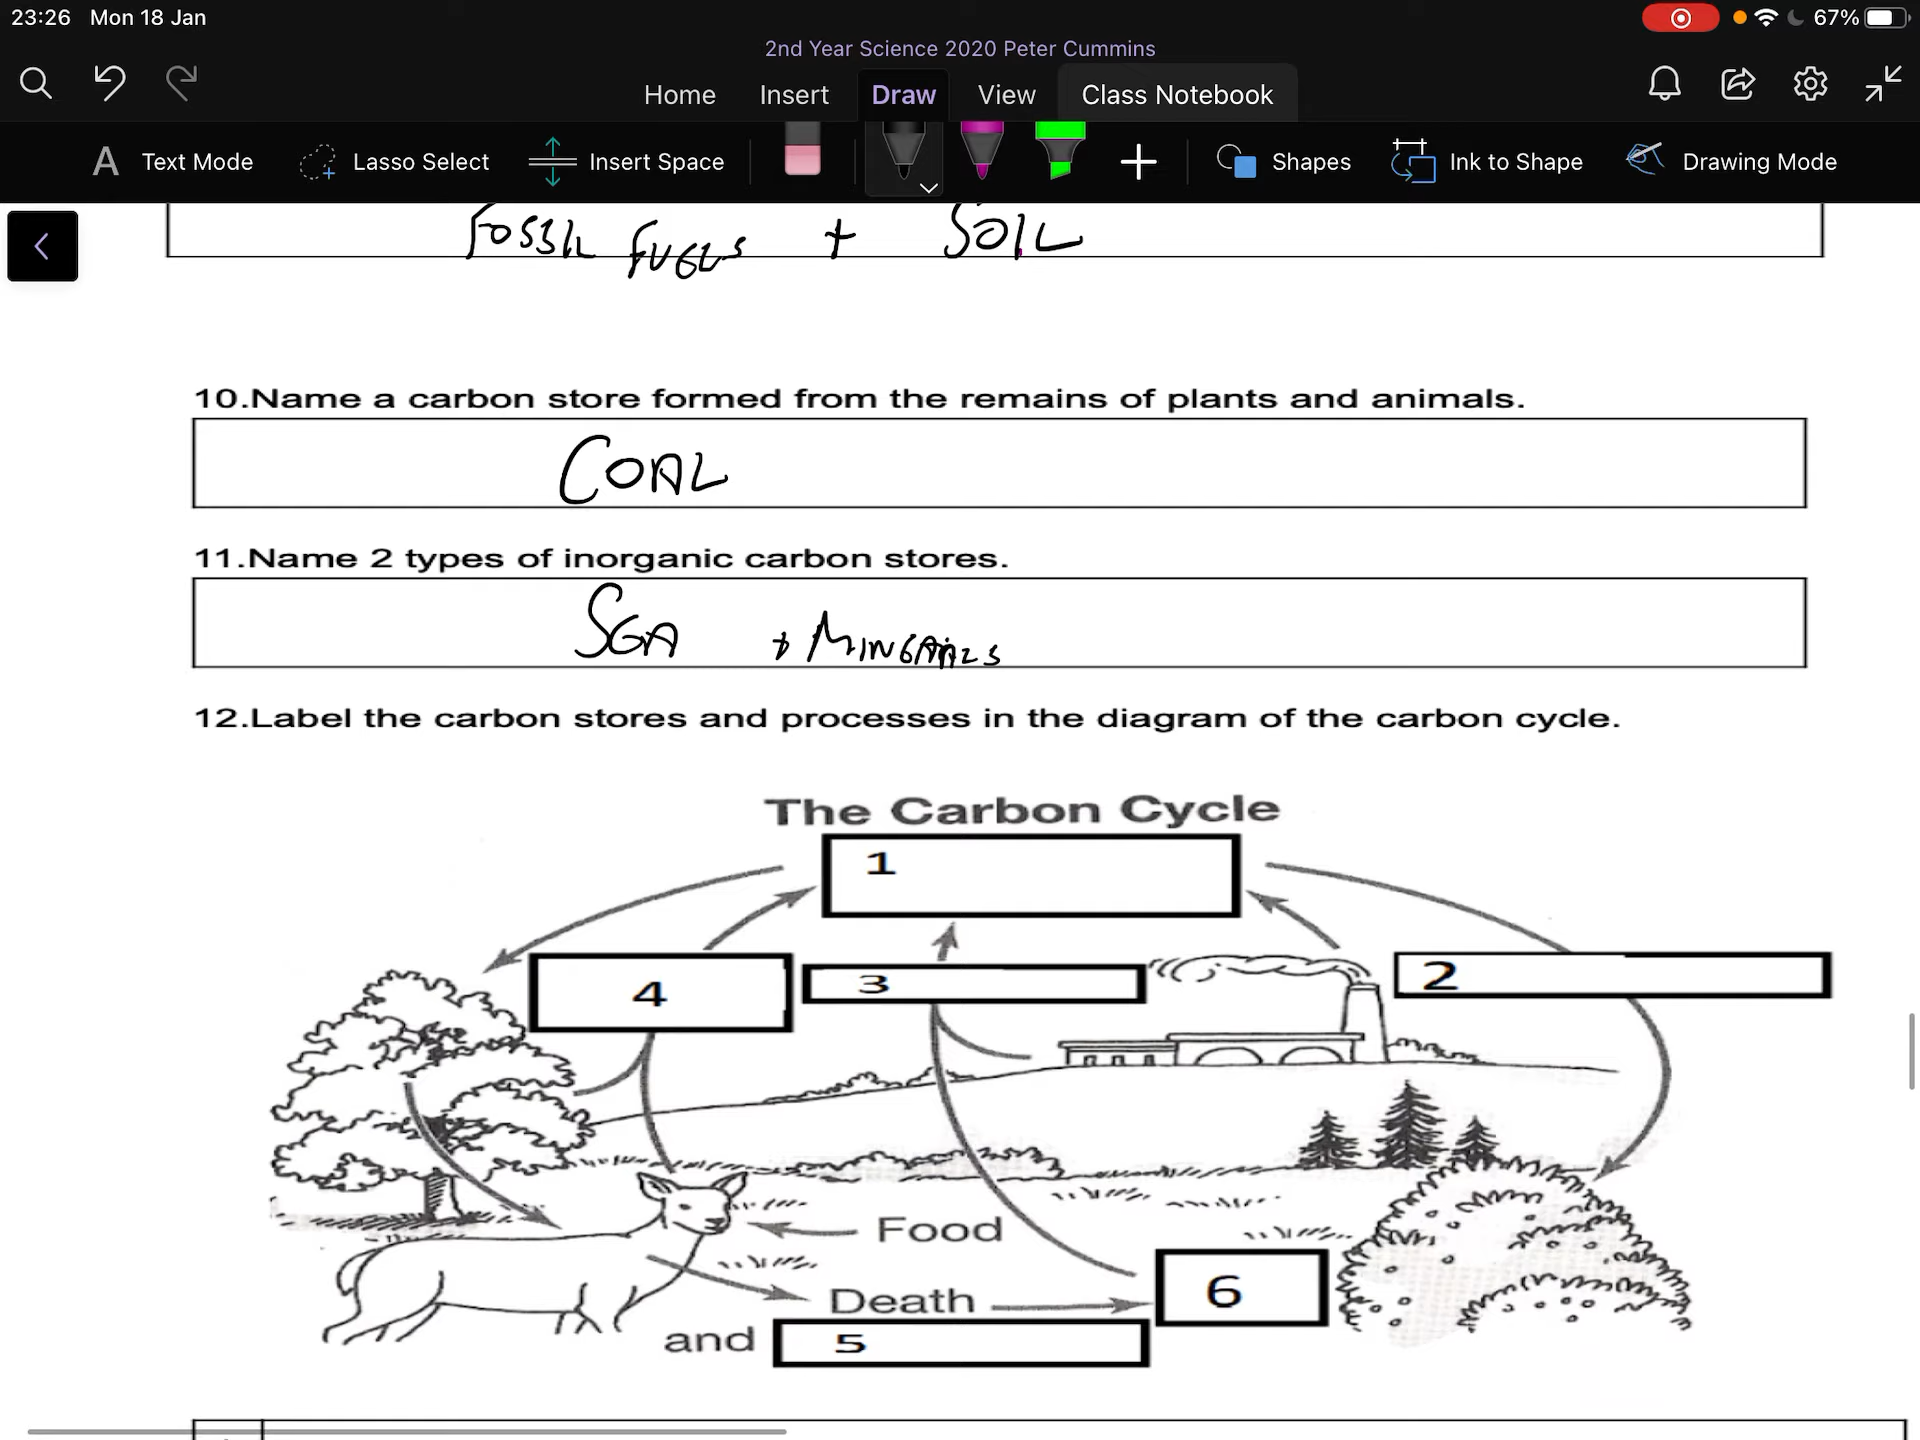 23:26 Mon 18 Jan
67%
2nd Year Science 2020 Peter Cummins
Home Insert Draw View Class Notebook
A Text Mode Lasso Select Insert Space Shapes Ink to Shape Drawing Mode
FOSSIL FUELS + SOIL
10.Name a carbon store formed from the remains of plants and animals.
COAL
11.Name 2 types of inorganic carbon stores.
SEA + MINERALS
12.Label the carbon stores and processes in the diagram of the carbon cycle.
The Carbon Cycle
1
4
3
2
Food
Death
6
and
5